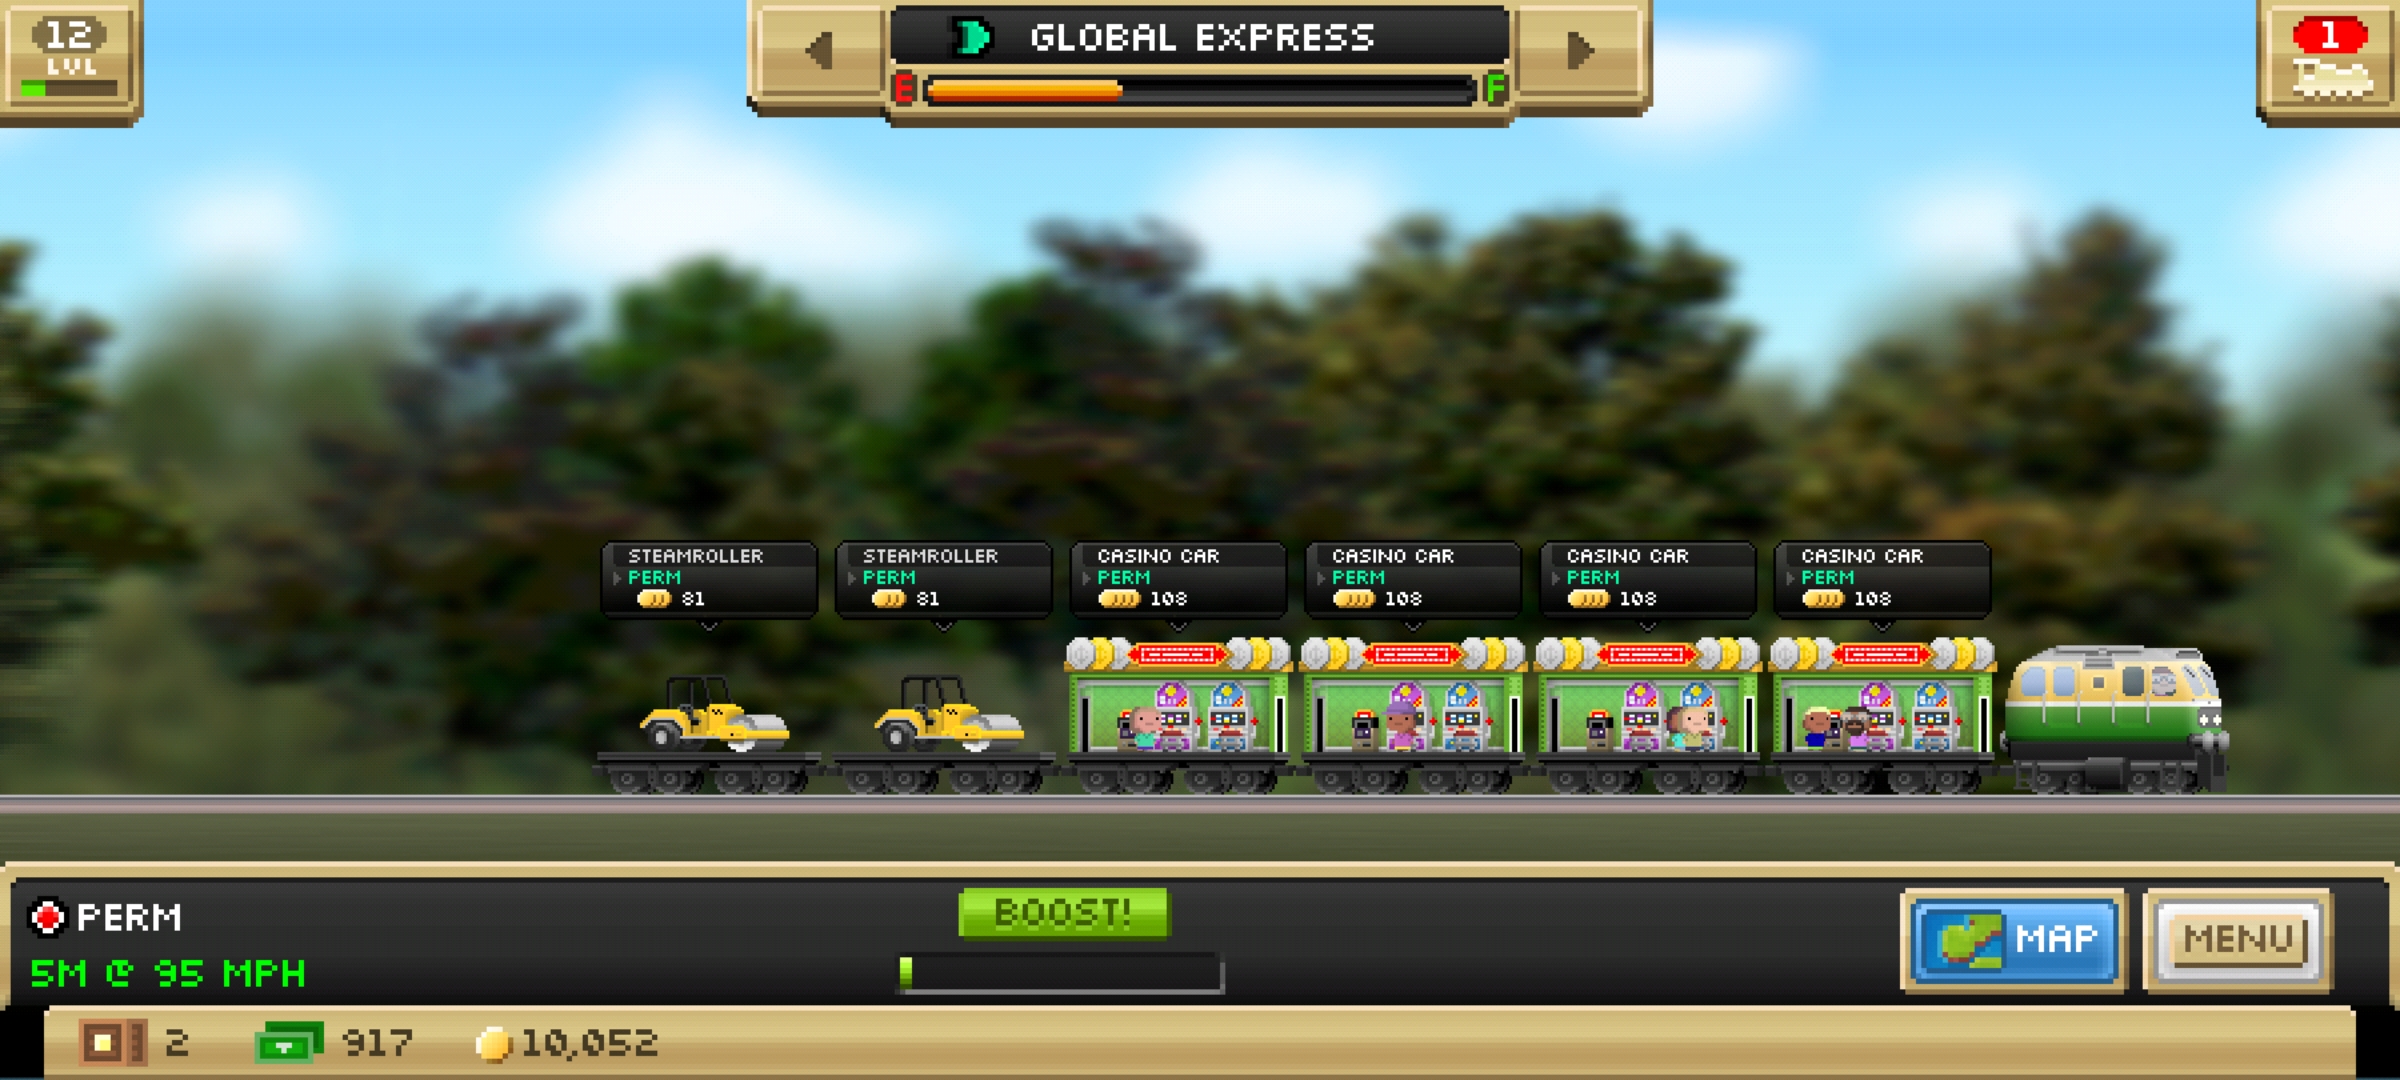 12
LVL
GLOBAL EXPRESS
E F
1
STEAMROLLER
PERM
81
STEAMROLLER
PERM
81
CASINO CAR
PERM
108
CASINO CAR
PERM
108
CASINO CAR
PERM
108
CASINO CAR
PERM
108
PERM
5M @ 95 MPH
BOOST!
MAP
MENU
2
917
10,052